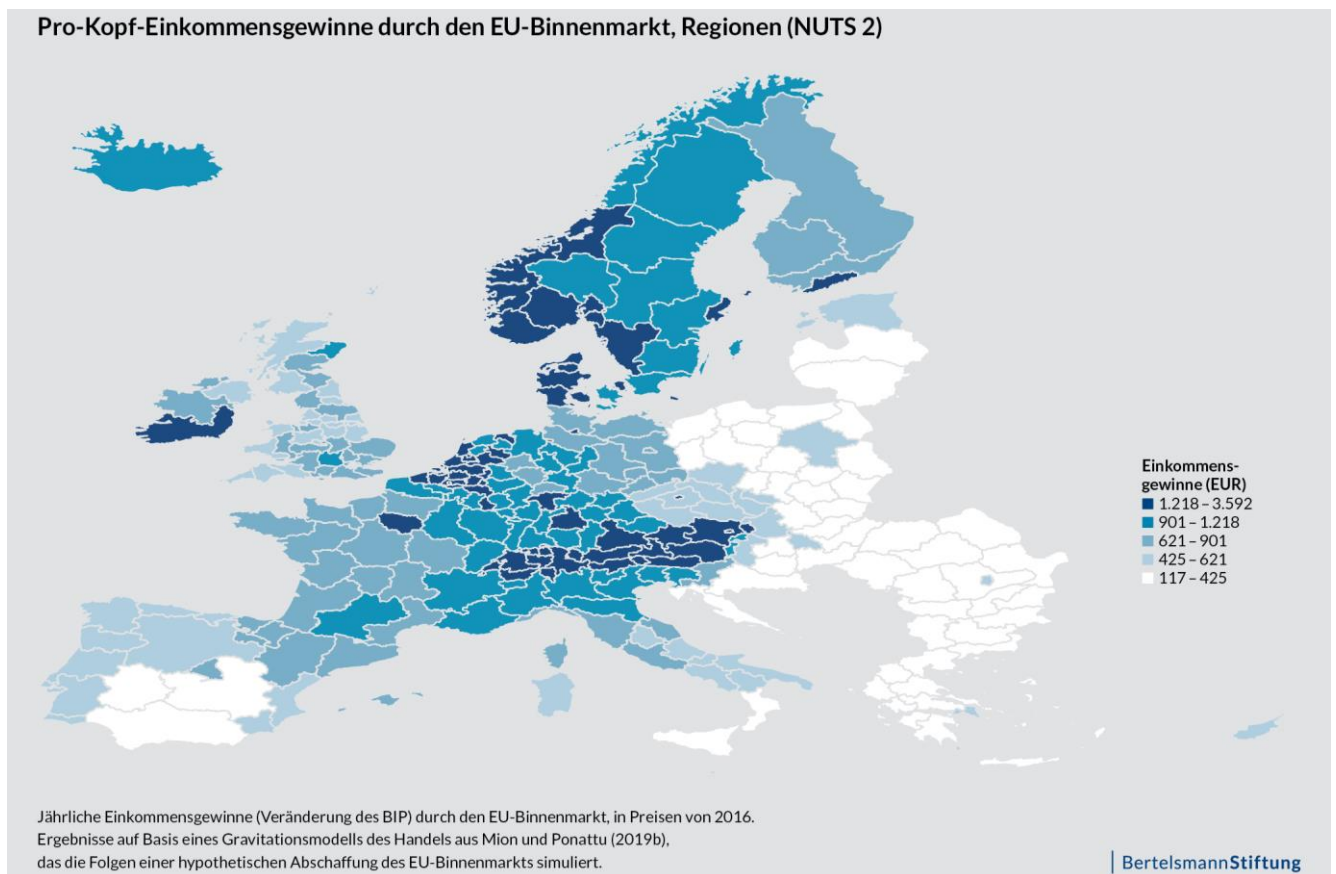 Pro-Kopf-Einkommensgewinne durch den EU-Binnenmarkt, Regionen (NUTS 2)
Einkommens-
gewinne (EUR)
1.218 – 3.592
901 – 1.218
621 – 901
425 – 621
117 – 425
Jährliche Einkommensgewinne (Veränderung des BIP) durch den EU-Binnenmarkt, in Preisen von 2016.
Ergebnisse auf Basis eines Gravitationsmodells des Handels aus Mion und Ponattu (2019b),
das die Folgen einer hypothetischen Abschaffung des EU-Binnenmarkts simuliert.
BertelsmannStiftung